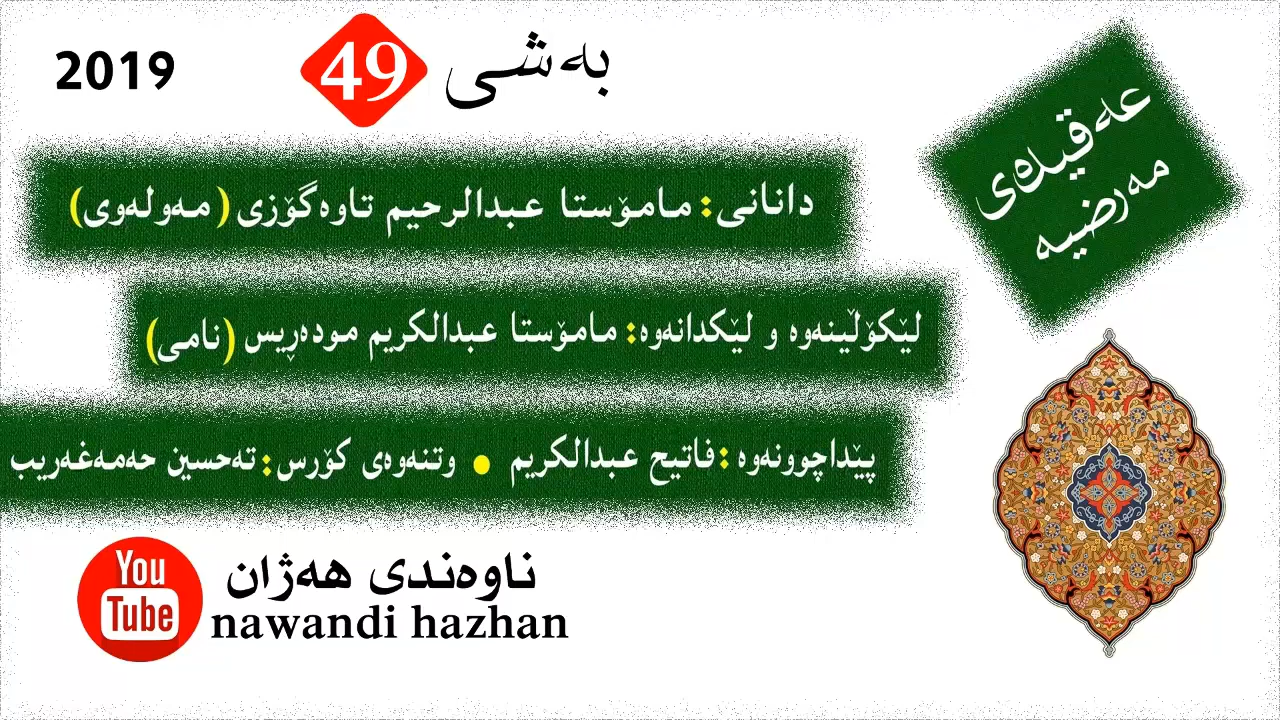 بەشی 49
2019
عەقیدەی
مەرضیە
دانانی: مامۆستا عبدالرحیم تاوەگۆزی (مەولەوی)
لێکۆڵینەوە و لێکدانەوە: مامۆستا عبدالکریم مودەڕیس (نامی)
پێداچوونەوە: فاتیح عبدالکریم • وتنەوەی کۆرس: تەحسین حەمەغەریب
You
Tube
ناوەندی هەژان
nawandi hazhan